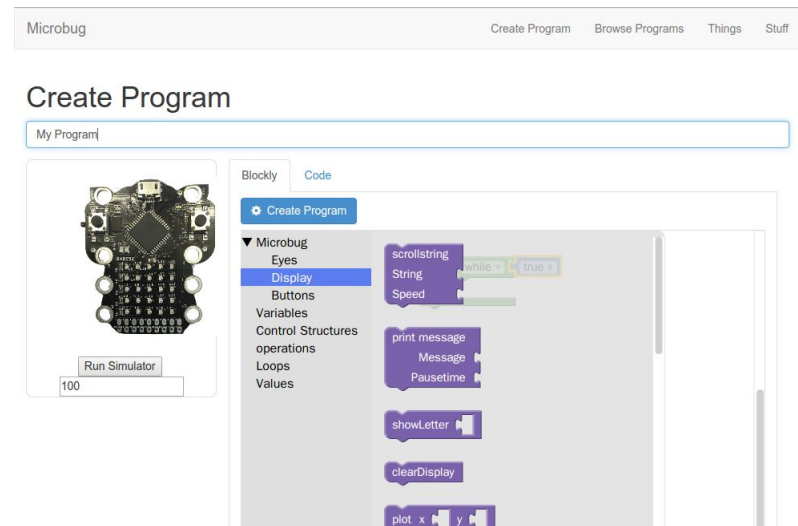 Microbug Create Program Browse Programs Things Stuff
Create Program
My Program
Blockly Code
Create Program
Microbug
Eyes
Display
Buttons
Variables
Control Structures
operations
Loops
Values
scrollstring
String
Speed
while true
print message
Message
Pausetime
showLetter
clearDisplay
plot x y
Run Simulator
100